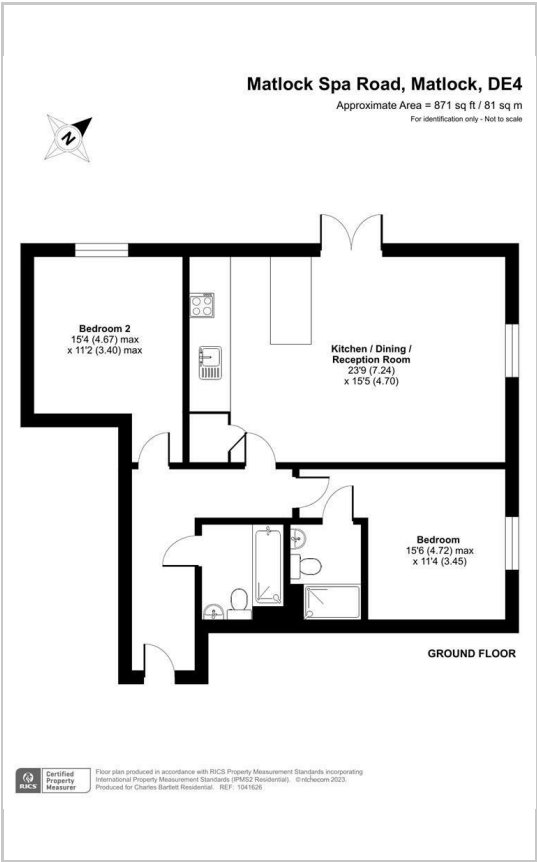 Matlock Spa Road, Matlock, DE4
Approximate Area = 871 sq ft / 81 sq m
For identification only - Not to scale
N
Bedroom 2
15'4 (4.67) max
x 11'2 (3.40) max
Kitchen / Dining /
Reception Room
23'9 (7.24)
x 15'5 (4.70)
Bedroom
15'6 (4.72) max
x 11'4 (3.45)
GROUND FLOOR
RICS
Certified
Property
Measurer
Floor plan produced in accordance with RICS Property Measurement Standards incorporating
International Property Measurement Standards (IPMS2 Residential). © nichecom 2023.
Produced for Charles Bartlett Residential. REF: 1041626